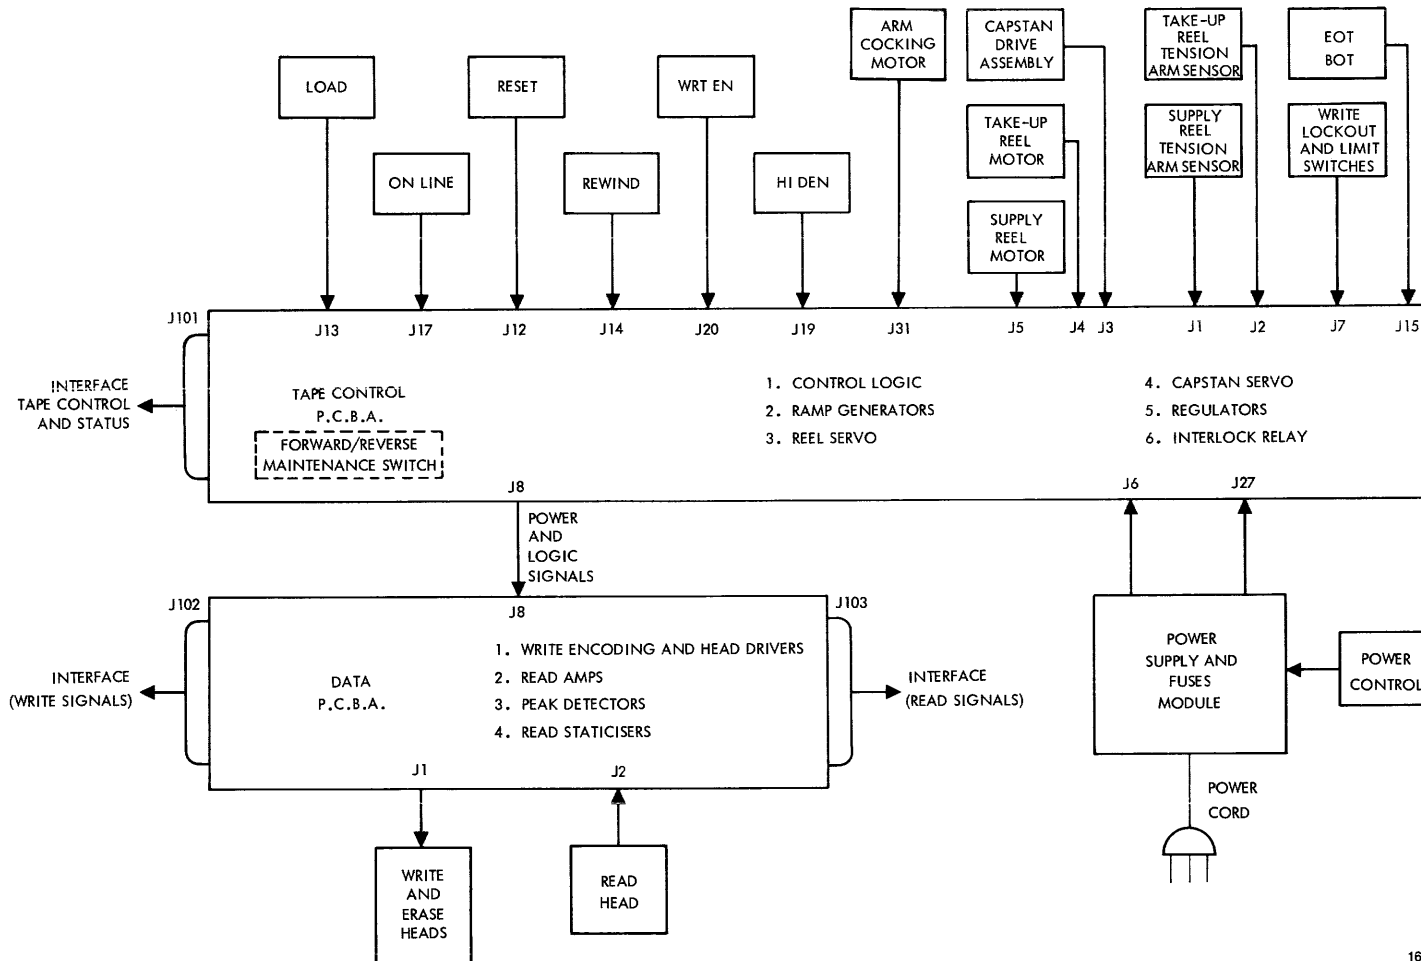 ARM
COCKING
MOTOR
CAPSTAN
DRIVE
ASSEMBLY
TAKE-UP
REEL
TENSION
ARM SENSOR
EOT
BOT
LOAD
RESET
WRT EN
TAKE-UP
REEL
MOTOR
SUPPLY
REEL
TENSION
ARM SENSOR
WRITE
LOCKOUT
AND LIMIT
SWITCHES
ON LINE
REWIND
HI DEN
SUPPLY
REEL
MOTOR
J101
J13
J17
J12
J14
J20
J19
J31
J5
J4
J3
J1
J2
J7
J15
INTERFACE
TAPE CONTROL
AND STATUS
TAPE CONTROL
P.C.B.A.
FORWARD/REVERSE
MAINTENANCE SWITCH
1. CONTROL LOGIC
2. RAMP GENERATORS
3. REEL SERVO
4. CAPSTAN SERVO
5. REGULATORS
6. INTERLOCK RELAY
J8
J6
J27
POWER
AND
LOGIC
SIGNALS
J102
J8
J103
INTERFACE
(WRITE SIGNALS)
DATA
P.C.B.A.
1. WRITE ENCODING AND HEAD DRIVERS
2. READ AMPS
3. PEAK DETECTORS
4. READ STATICISERS
INTERFACE
(READ SIGNALS)
POWER
SUPPLY AND
FUSES
MODULE
POWER
CONTROL
J1
J2
POWER
CORD
WRITE
AND
ERASE
HEADS
READ
HEAD
16